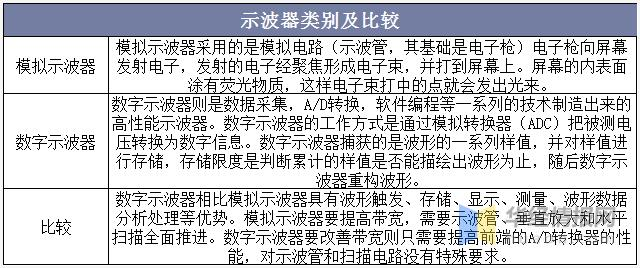 示波器类别及比较
模拟示波器采用的是模拟电路（示波管，其基础是电子枪）电子枪向屏幕
模拟示波器
发射电子，发射的电子经聚焦形成电子束，并打到屏幕上。屏幕的内表面
涂有荧光物质，这样电子束打中的点就会发出光来。
数字示波器则是数据采集，A/D转换，软件编程等一系列的技术制造出来的
高性能示波器。数字示波器的工作方式是通过模拟转换器（ADC）把被测电
数字示波器
压转换为数字信息。数字示波器捕获的是波形的一系列样值，并对样值进
行存储，存储限度是判断累计的样值是否能描绘出波形为止，随后数字示
波器重构波形。
数字示波器相比模拟示波器具有波形触发、存储、显示、测量、波形数据
分析处理等优势。模拟示波器要提高带宽，需要示波管、垂直放大和水平
比较
扫描全面推进。数字示波器要改善带宽则只需要提高前端的A/D转换器的性
能，对示波管和扫描电路没有特殊要求。